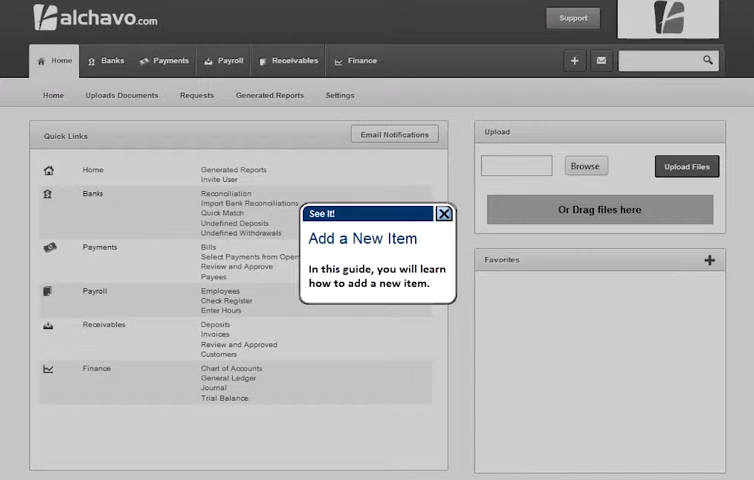 alchavo.com
Support
Home Banks Payments Payroll Receivables Finance
Home Uploads Documents Requests Generated Reports Settings
Quick Links
Email Notifications
Home
Generated Reports
Invite User
Banks
Reconciliation
Import Bank Reconciliations
Quick Match
Undefined Deposits
Undefined Withdrawals
Payments
Bills
Select Payments from Open
Review and Approve
Payees
Payroll
Employees
Check Register
Enter Hours
Receivables
Deposits
Invoices
Review and Approved
Customers
Finance
Chart of Accounts
General Ledger
Journal
Trial Balance
See It!
Add a New Item
In this guide, you will learn
how to add a new item.
Upload
Browse
Upload Files
Or Drag files here
Favorites